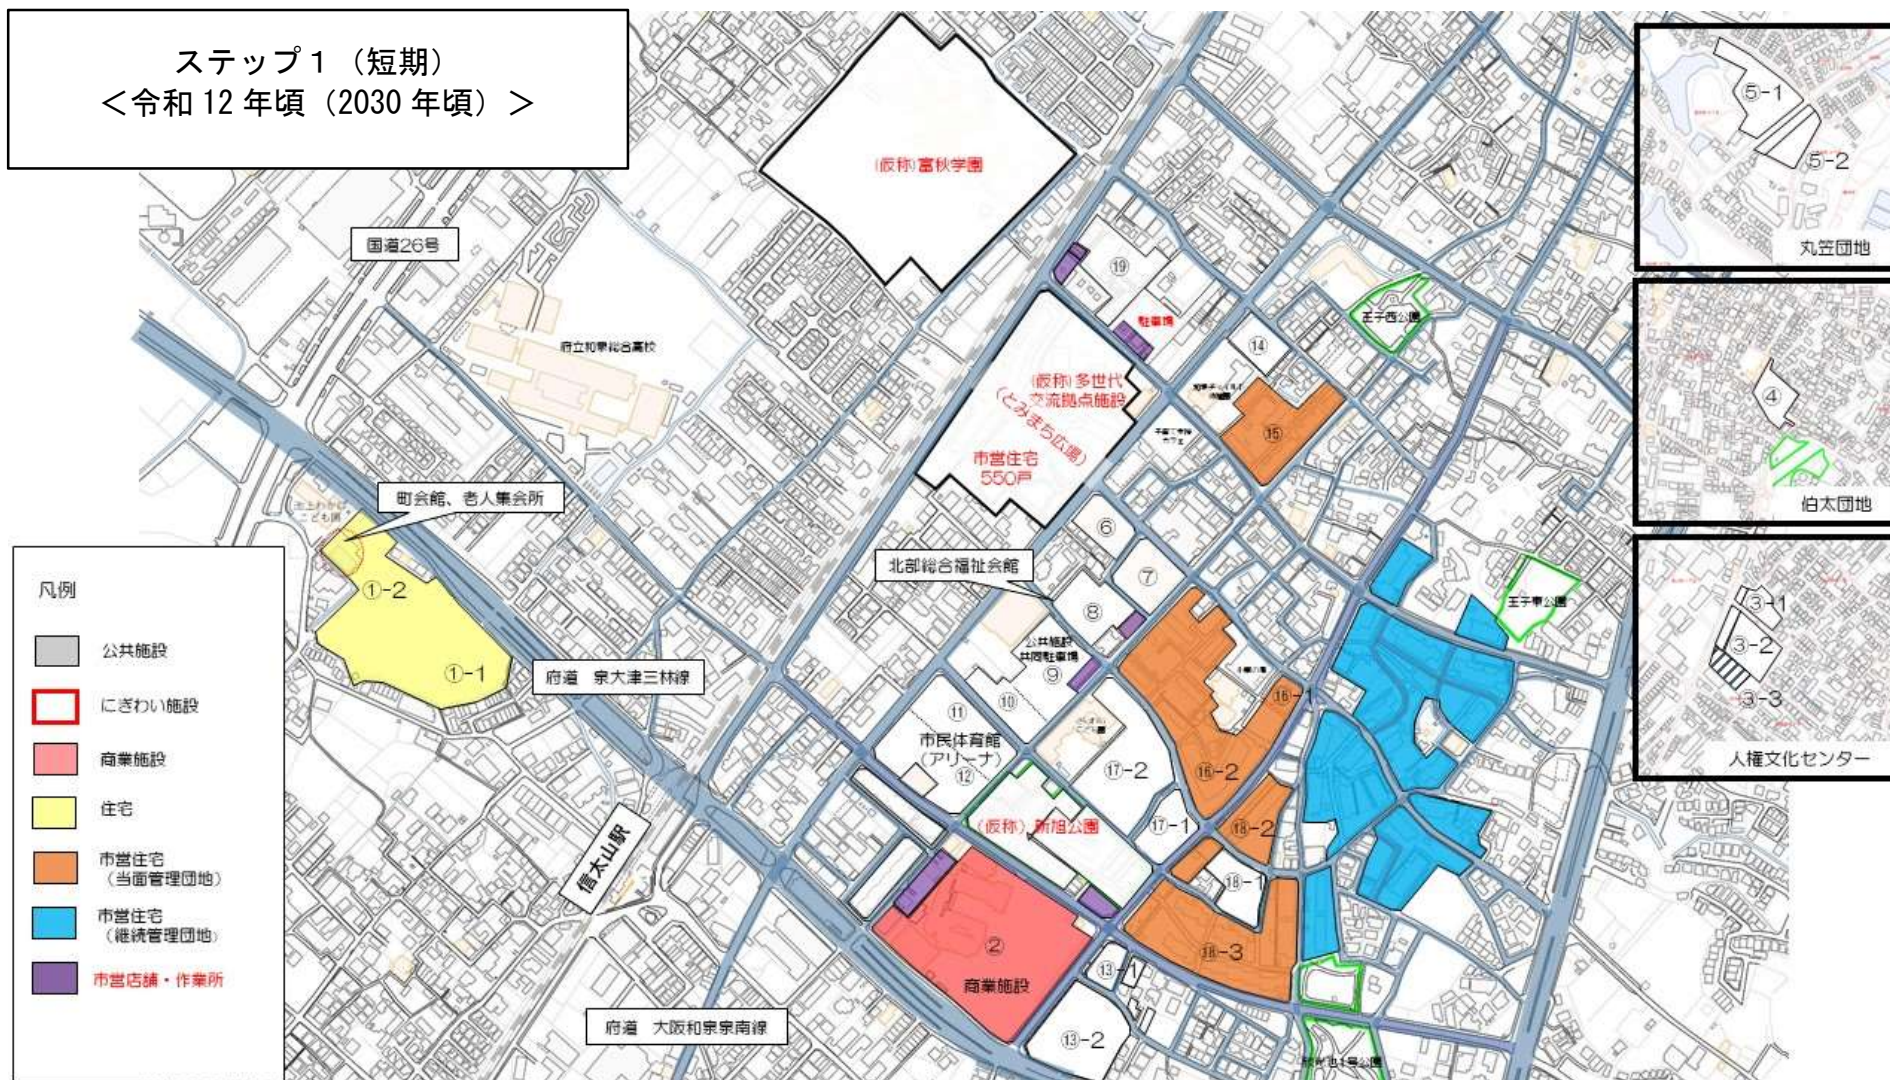 ステップ1(短期)
<令和12年頃(2030年頃)>
(仮称)富秋学園
国道26号
府立和泉総合高校
⑲
駐車場
王子西公園
⑭
(仮称)多世代
交流拠点施設
(とみまち広場)
市営住宅
550戸
⑮
町会館、老人集会所
①-2
①-1
⑥
⑦
北部総合福祉会館
⑧
王子東公園
公共施設
共同駐車場
⑨
⑩
⑪
市民体育館
(アリーナ)
⑫
府道 泉大津三林線
⑯-1
⑯-2
⑰-2
⑰-1
(仮称)新旭公園
⑱-2
⑱-1
⑱-3
信太山駅
②
商業施設
⑬-1
⑬-2
府道 大阪和泉泉南線
凡例
公共施設
にぎわい施設
商業施設
住宅
市営住宅
(当面管理団地)
市営住宅
(継続管理団地)
市営店舗・作業所
⑤-1
⑤-2
丸笠団地
④
伯太団地
③-1
③-2
③-3
人権文化センター